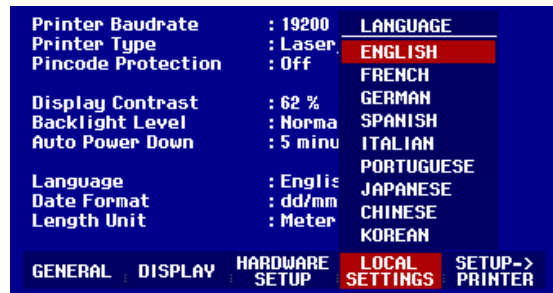 Printer Baudrate : 19200
Printer Type : Laser
Pincode Protection : Off
Display Contrast : 62 %
Backlight Level : Norma
Auto Power Down : 5 minu
Language : Englis
Date Format : dd/mm
Length Unit : Meter
LANGUAGE
ENGLISH
FRENCH
GERMAN
SPANISH
ITALIAN
PORTUGUESE
JAPANESE
CHINESE
KOREAN
GENERAL
DISPLAY
HARDWARE
SETUP
LOCAL
SETTINGS
SETUP->
PRINTER